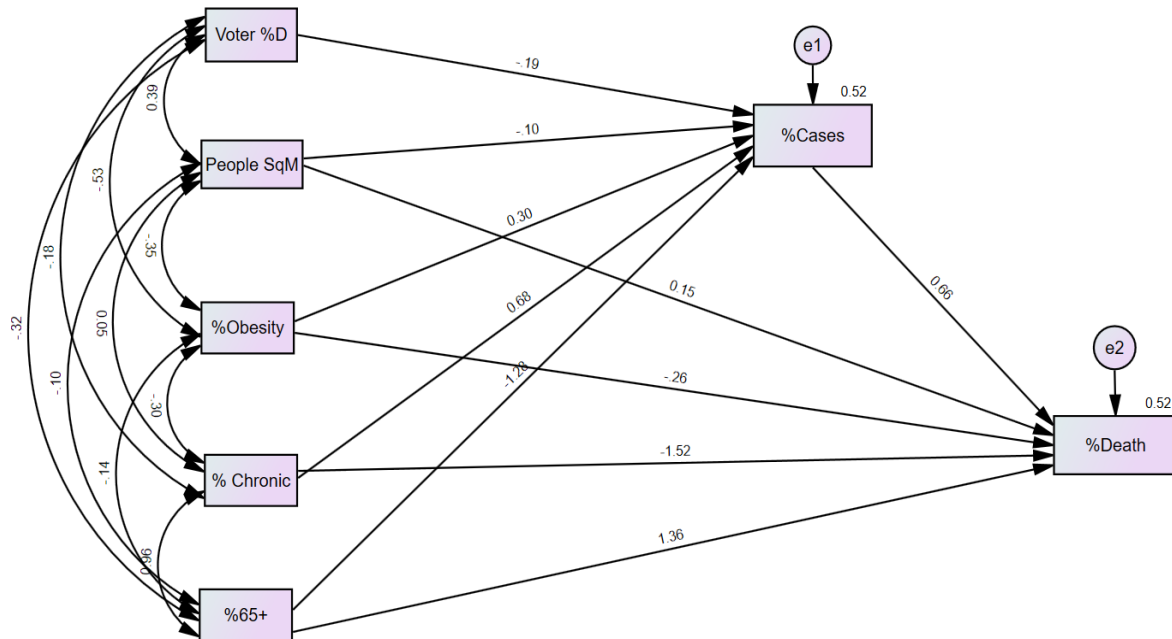 Voter %D
e1
-.19
0.52
0.39
-.10
%Cases
People SqM
-.53
-.18
0.30
-.35
0.68
0.15
0.66
-.32
0.05
%Obesity
e2
-.10
-1.28
-.26
0.52
-.30
-.14
-1.52
%Death
% Chronic
1.36
0.96
%65+